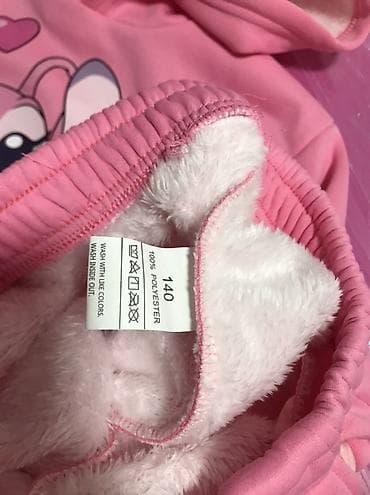 140
100% POLYESTER
WASH WITH LIKE COLORS.
WASH INSIDE OUT.